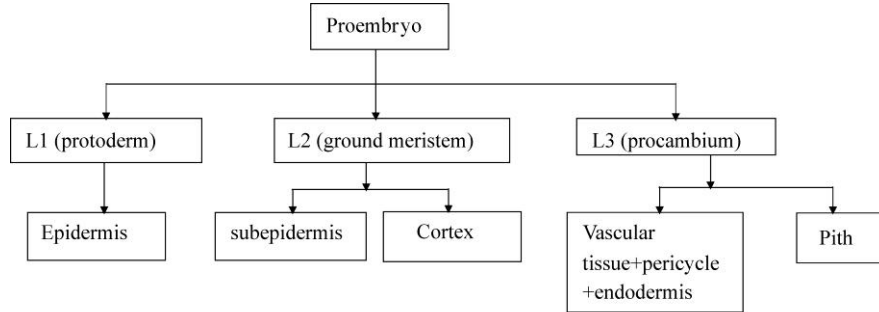 Proembryo
L1 (protoderm)
L2 (ground meristem)
L3 (procambium)
Epidermis
subepidermis
Cortex
Vascular
tissue+pericycle
+endodermis
Pith